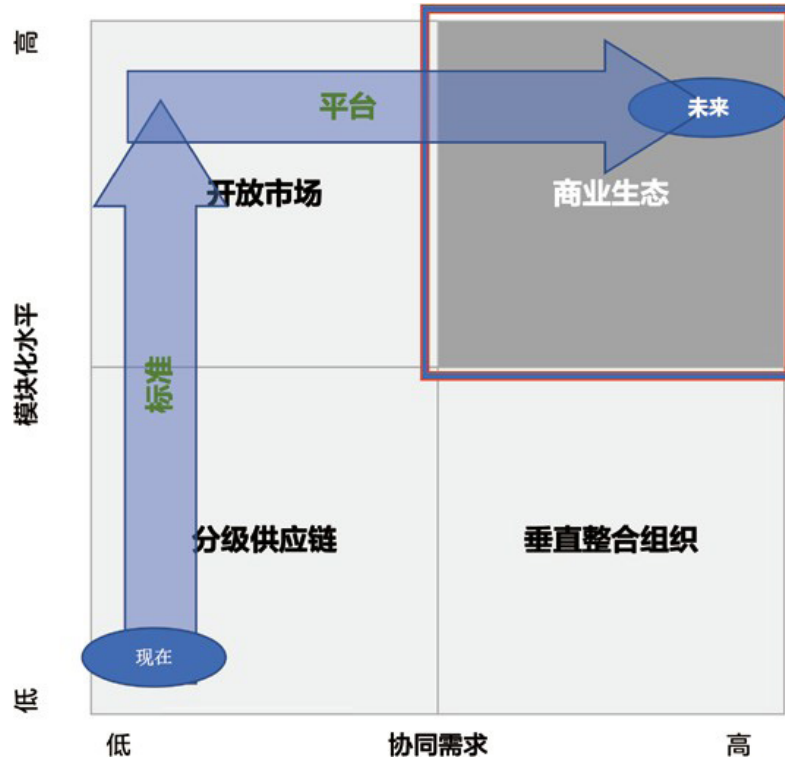 高
平台
未来
开放市场
商业生态
模块化水平
标准
分级供应链
垂直整合组织
现在
低
低
协同需求
高